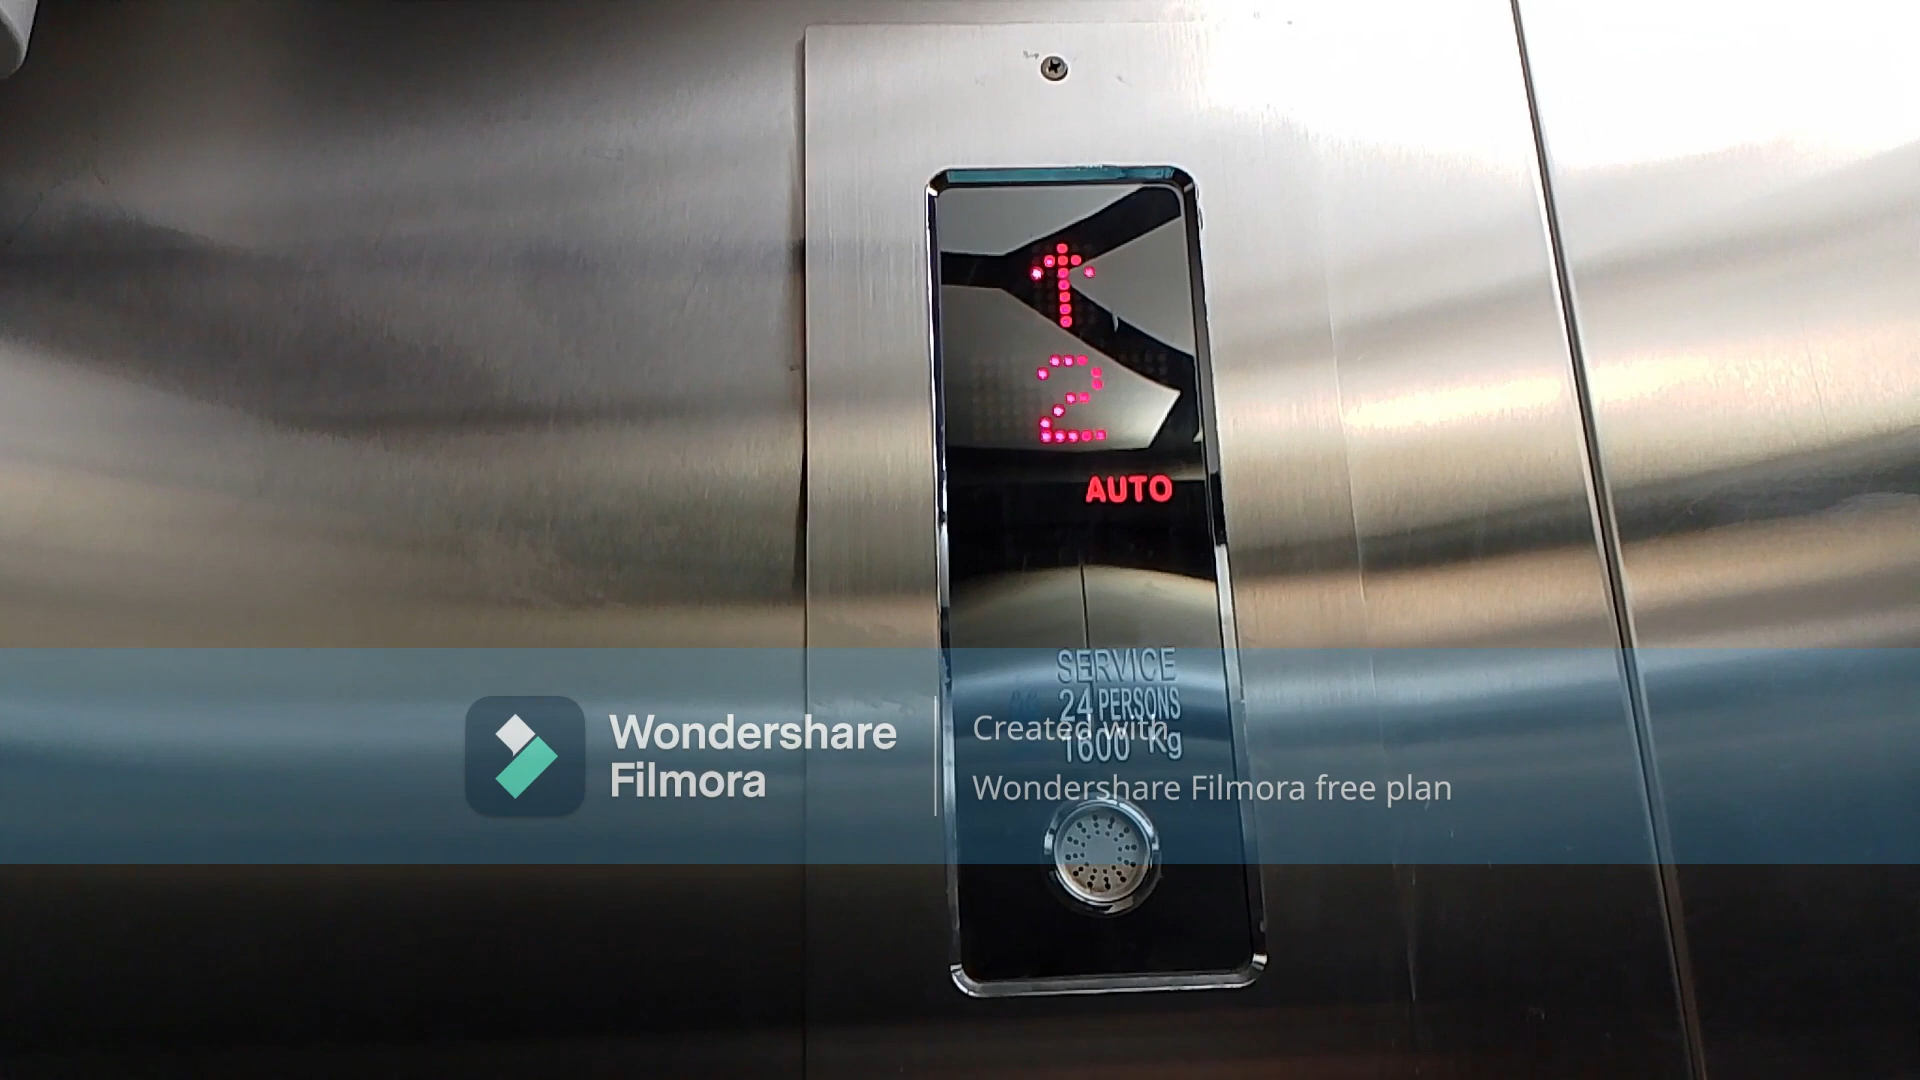 2
AUTO
SERVICE
24 PERSONS
1600 Kg
Wondershare
Filmora
Created with
Wondershare Filmora free plan